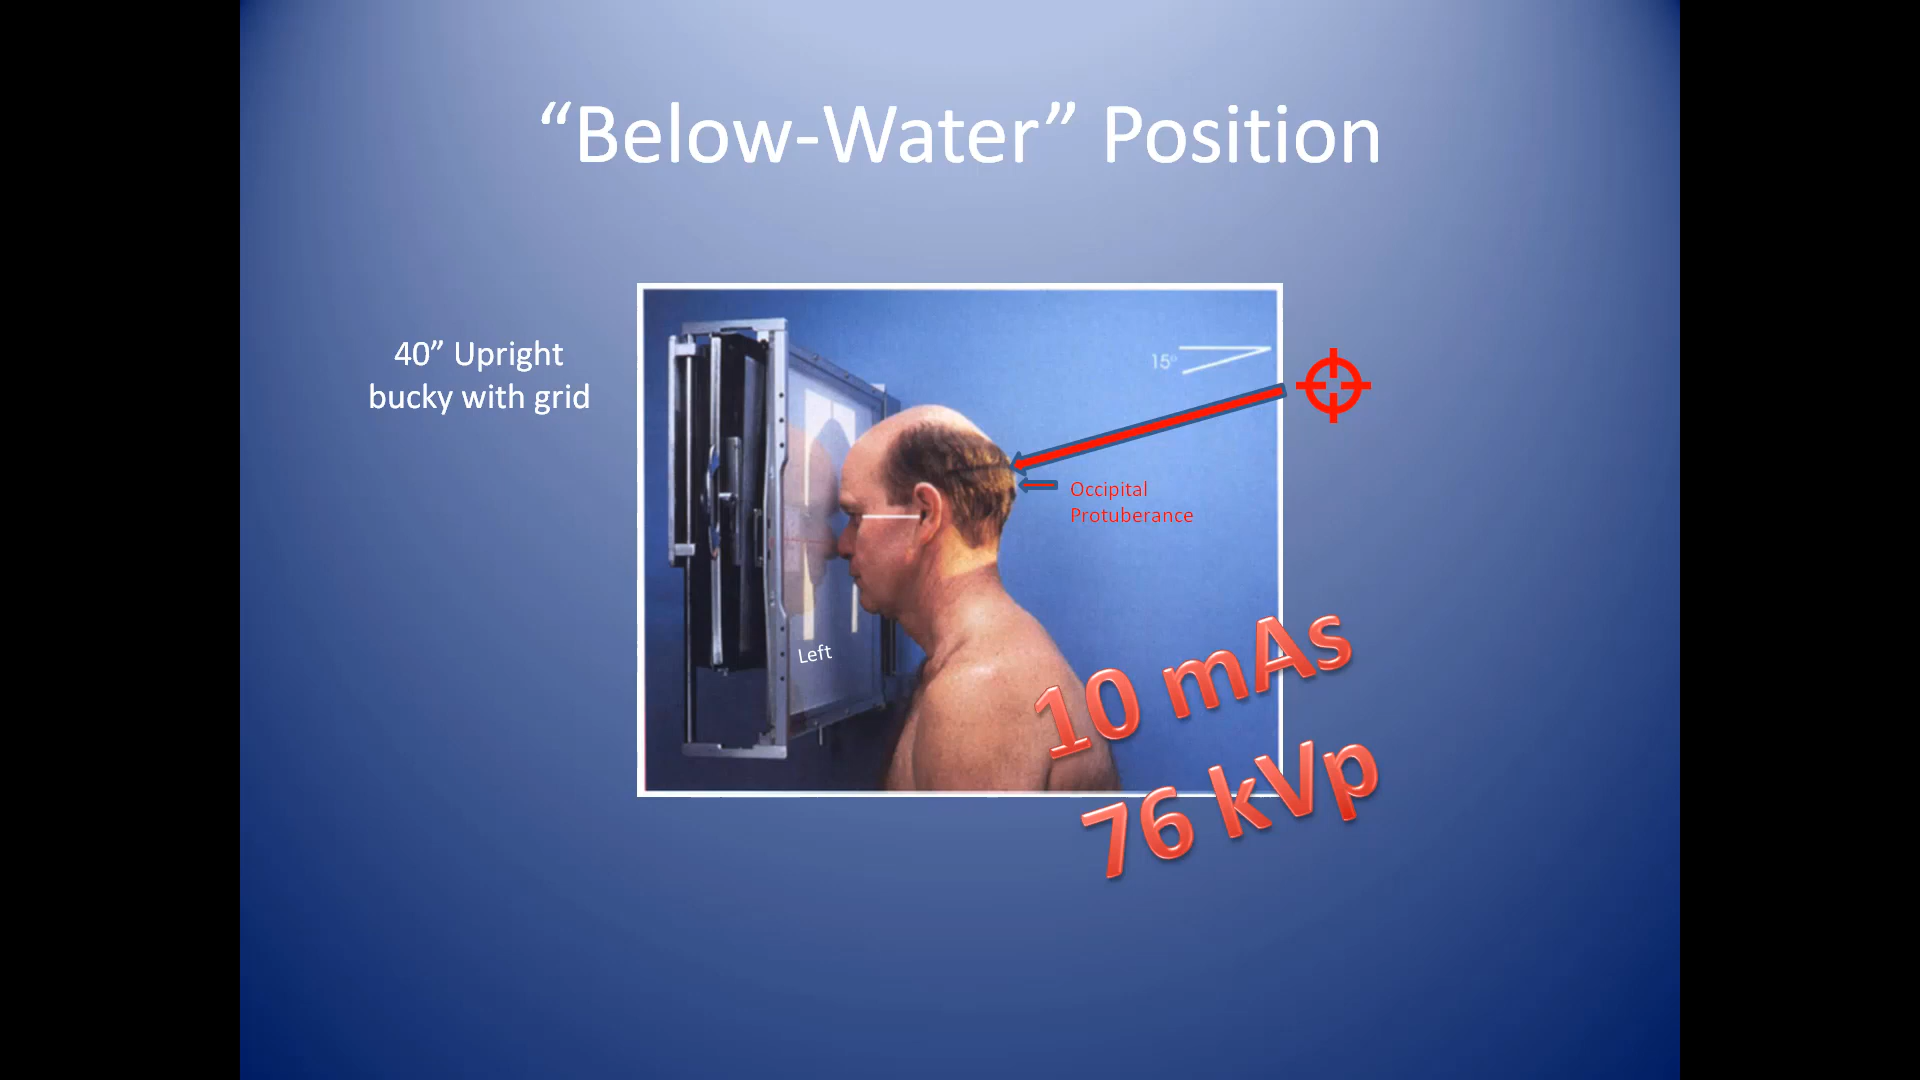 “Below-Water” Position
40” Upright
bucky with grid
15°
Occipital
Protuberance
Left
10 mAs
76 kVp